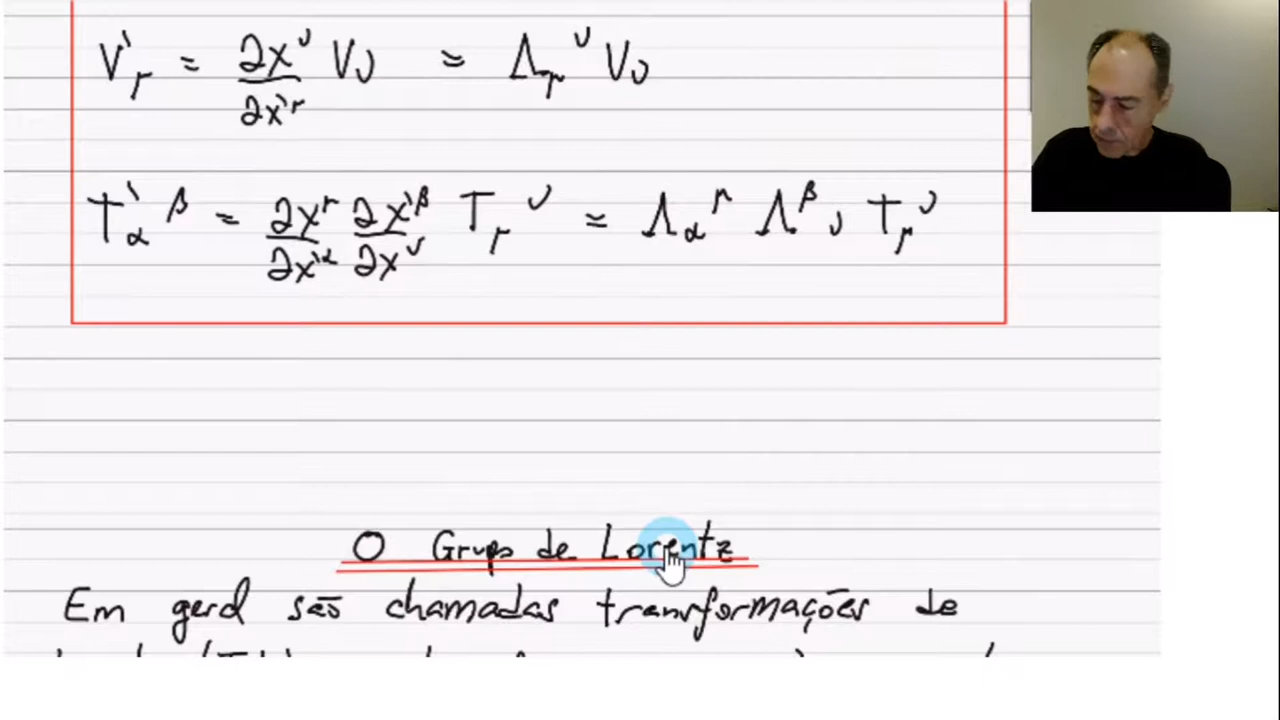 V'_μ = ∂x^ν/∂x'^μ V_ν = Λ_μ^ν V_ν
T'_α^β = ∂x^μ/∂x'^α ∂x'^β/∂x^ν T_μ^ν = Λ_α^μ Λ^β_ν T_μ^ν
O Grupo de Lorentz
Em geral são chamadas transformações de